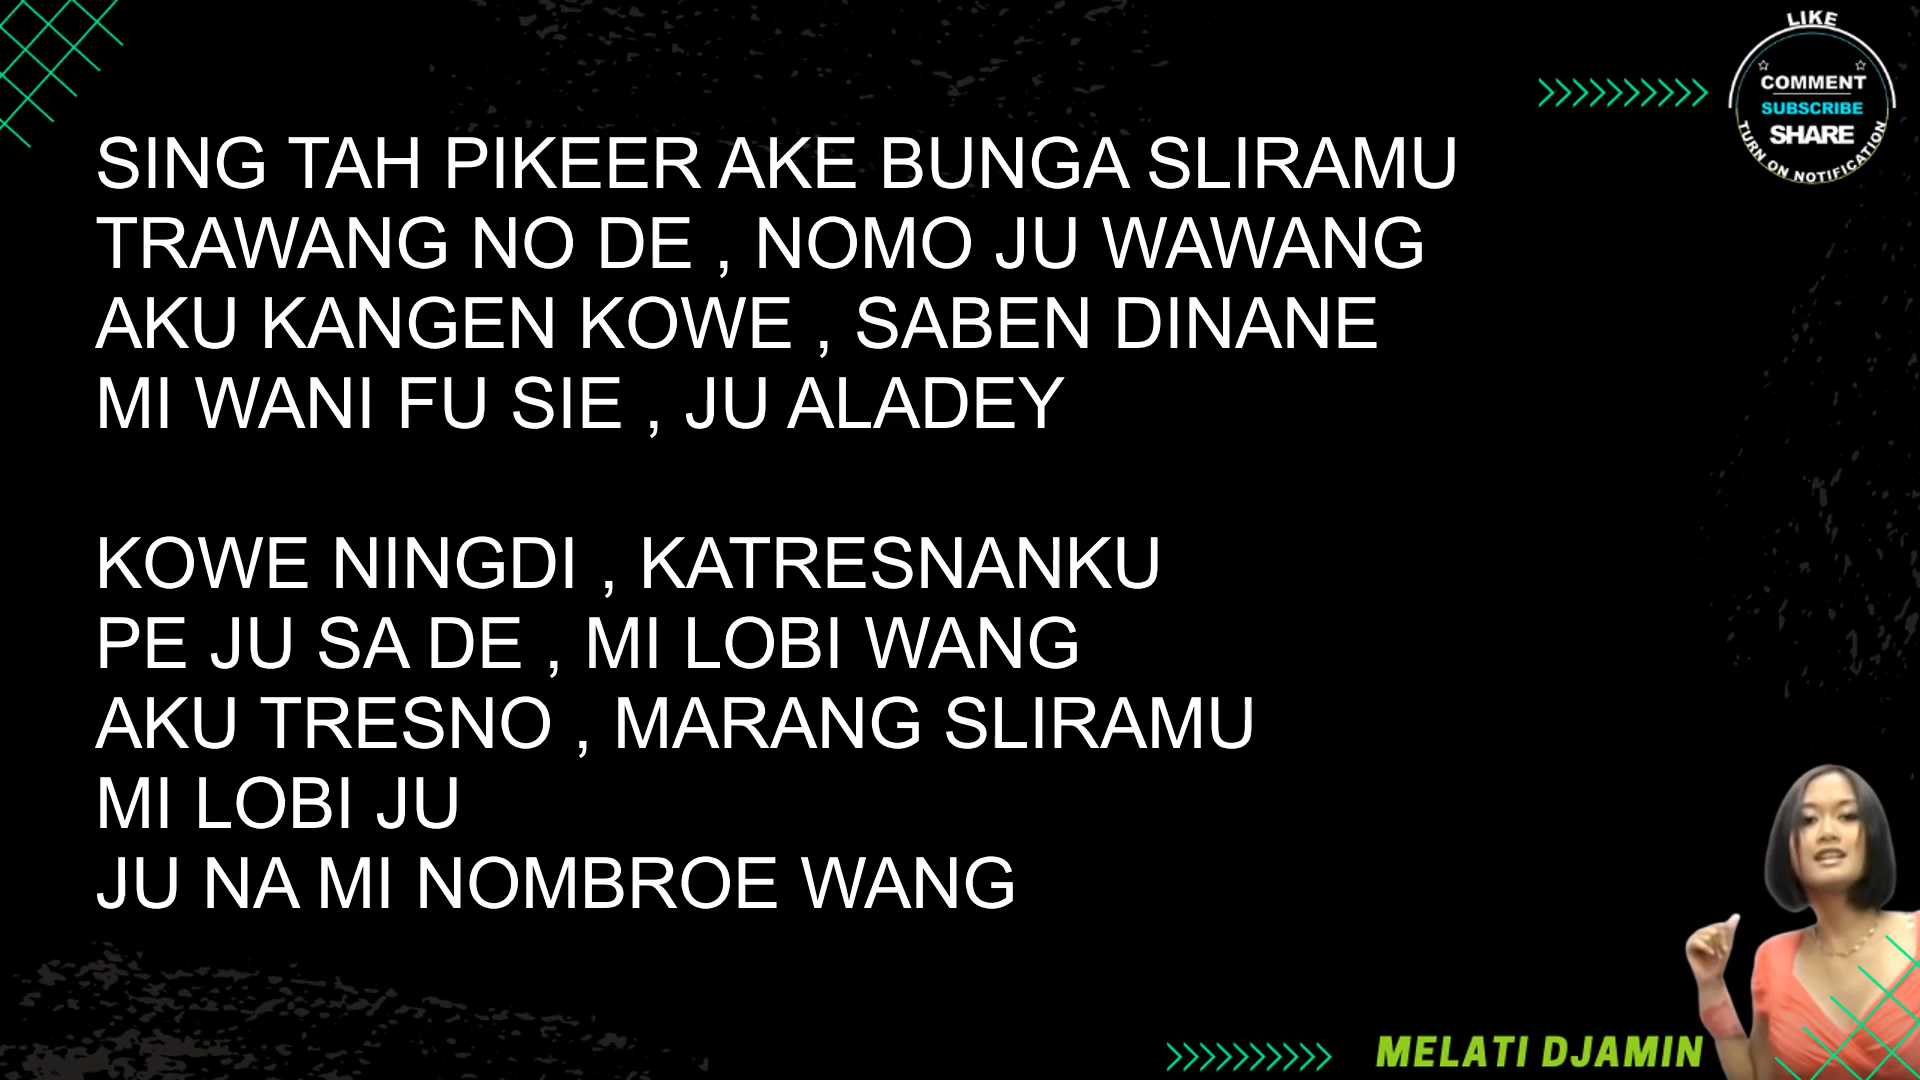 LIKE
COMMENT
SUBSCRIBE
SHARE
TURN ON NOTIFICATION
SING TAH PIKEER AKE BUNGA SLIRAMU
TRAWANG NO DE , NOMO JU WAWANG
AKU KANGEN KOWE , SABEN DINANE
MI WANI FU SIE , JU ALADEY
KOWE NINGDI , KATRESNANKU
PE JU SA DE , MI LOBI WANG
AKU TRESNO , MARANG SLIRAMU
MI LOBI JU
JU NA MI NOMBROE WANG
MELATI DJAMIN